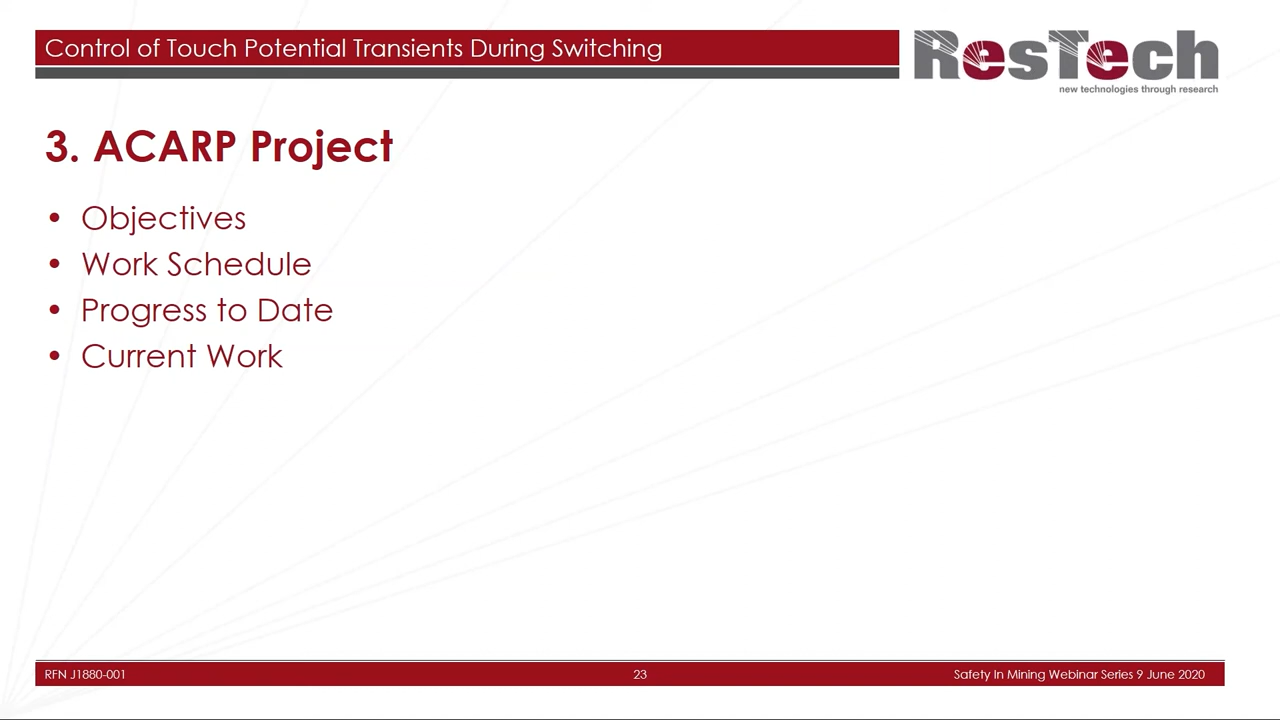 Control of Touch Potential Transients During Switching
ResTech
new technologies through research
3. ACARP Project
• Objectives
• Work Schedule
• Progress to Date
• Current Work
RFN J1880-001
23
Safety In Mining Webinar Series 9 June 2020